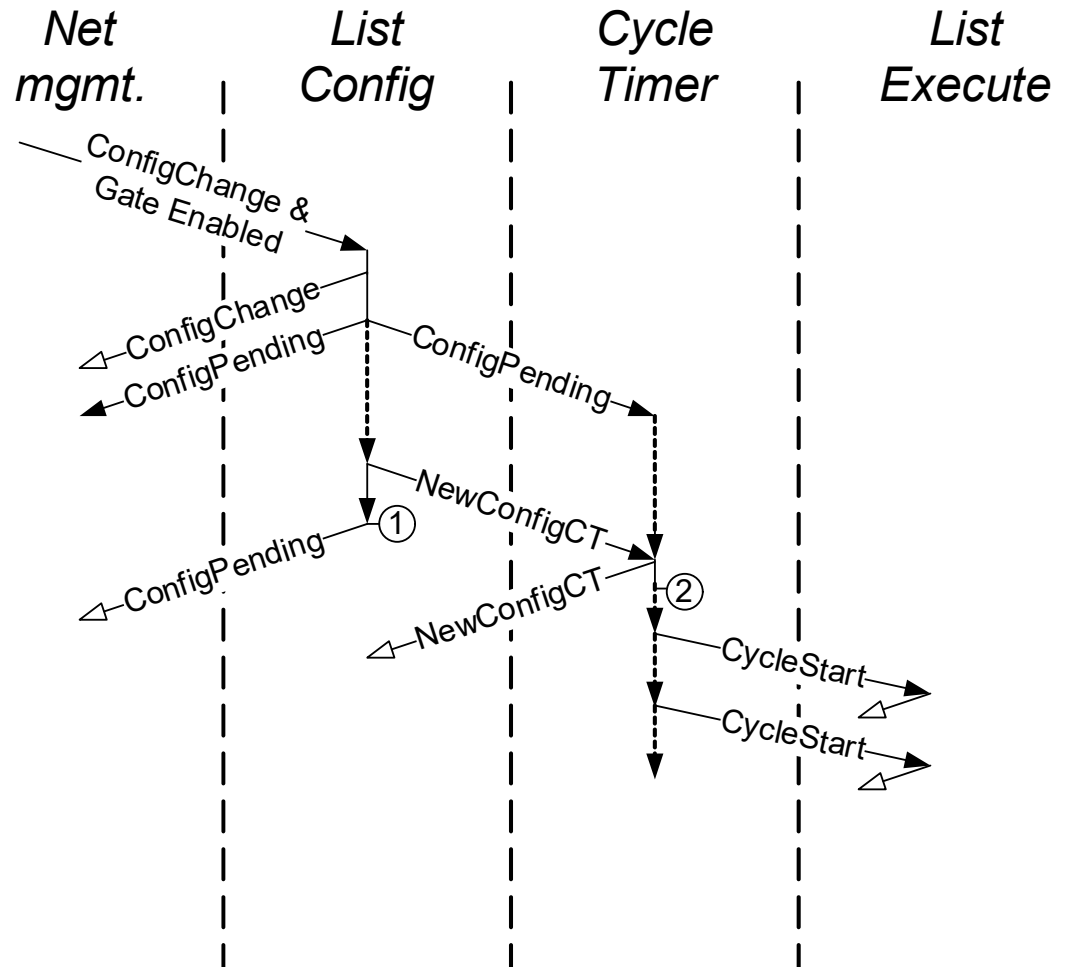 Net
mgmt.
List
Config
Cycle
Timer
List
Execute
ConfigChange &
Gate Enabled
ConfigChange
ConfigPending
ConfigPending
NewConfigCT
1
ConfigPending
NewConfigCT
2
CycleStart
CycleStart